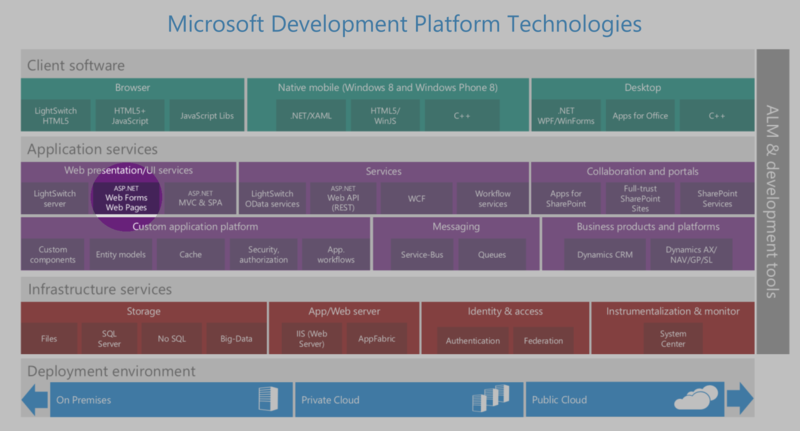 Microsoft Development Platform Technologies
Client software
Browser
Native mobile (Windows 8 and Windows Phone 8)
Desktop
LightSwitch
HTML5
HTML5+
JavaScript
JavaScript Libs
.NET/XAML
HTML5/
WinJS
C++
.NET
WPF/WinForms
Apps for Office
C++
Application services
Web presentation/UI services
Services
Collaboration and portals
LightSwitch
server
ASP.NET
Web Forms
Web Pages
ASP.NET
MVC & SPA
LightSwitch
OData services
ASP.NET
Web API
(REST)
WCF
Workflow
services
Apps for
SharePoint
Full-trust
SharePoint
Sites
SharePoint
Services
Custom application platform
Messaging
Business products and platforms
Custom
components
Entity models
Cache
Security,
authorization
App.
workflows
Service-Bus
Queues
Dynamics CRM
Dynamics AX/
NAV/GP/SL
Infrastructure services
Storage
App/Web server
Identity & access
Instrumentalization & monitor
Files
SQL
Server
No SQL
Big-Data
IIS (Web
Server)
AppFabric
Authentication
Federation
System
Center
Deployment environment
On Premises
Private Cloud
Public Cloud
ALM & development tools